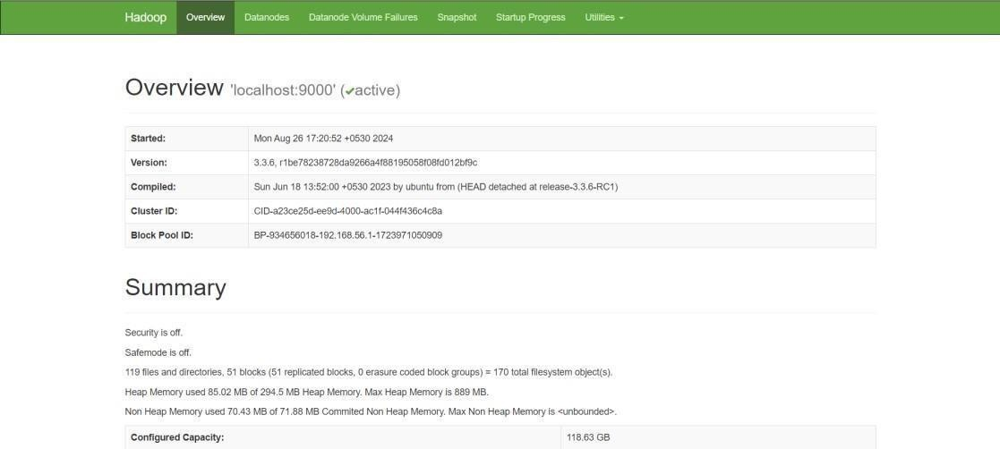 Hadoop Overview Datanodes Datanode Volume Failures Snapshot Startup Progress Utilities
Overview 'localhost:9000' (✔active)
Started: Mon Aug 26 17:20:52 +0530 2024
Version: 3.3.6, r1be78238728da9266a4f88195058f08fd012bf9c
Compiled: Sun Jun 18 13:52:00 +0530 2023 by ubuntu from (HEAD detached at release-3.3.6-RC1)
Cluster ID: CID-a23ce25d-ee9d-4000-ac1f-044f436c4c8a
Block Pool ID: BP-934656018-192.168.56.1-1723971050909
Summary
Security is off.
Safemode is off.
119 files and directories, 51 blocks (51 replicated blocks, 0 erasure coded block groups) = 170 total filesystem object(s).
Heap Memory used 85.02 MB of 294.5 MB Heap Memory. Max Heap Memory is 889 MB.
Non Heap Memory used 70.43 MB of 71.88 MB Commited Non Heap Memory. Max Non Heap Memory is <unbounded>.
Configured Capacity: 118.63 GB